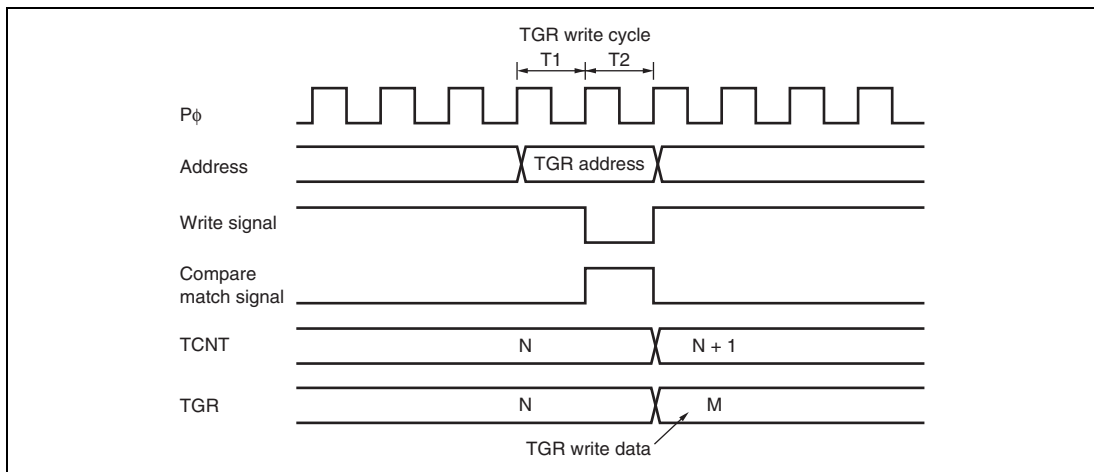 TGR write cycle
T1 T2
Pϕ
Address
TGR address
Write signal
Compare
match signal
TCNT
N
N + 1
TGR
N
M
TGR write data